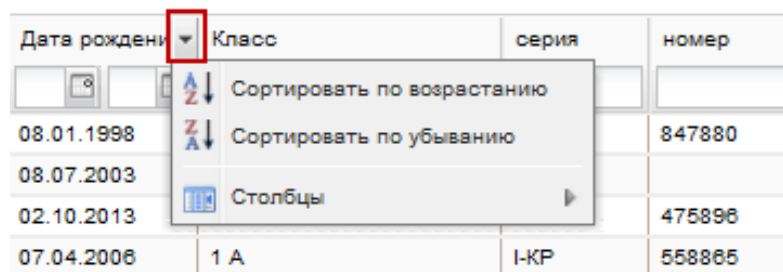 Дата рождени Класс серия номер
Сортировать по возрастанию
08.01.1998 Сортировать по убыванию 847880
08.07.2003
Столбцы
02.10.2013 475896
07.04.2006 1 А I-КР 558865